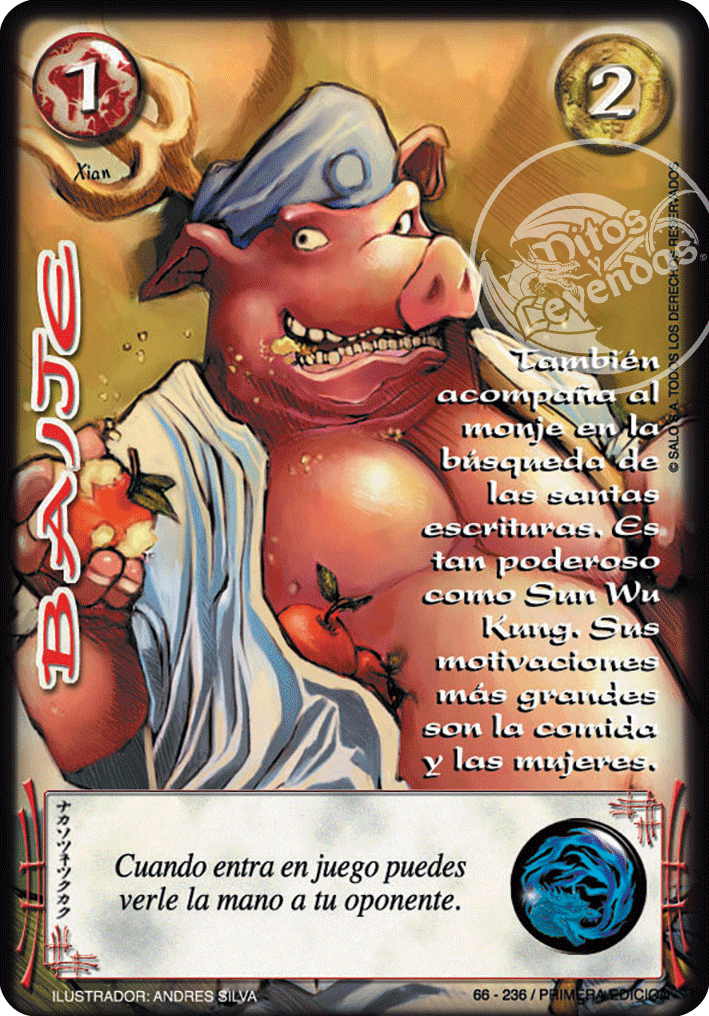 1
2
Xian
Mitos
y
Leyendas
®
© SALO S.A. TODOS LOS DERECHOS RESERVADOS
BAIJE
También
acompaña al
monje en la
búsqueda de
las santas
escrituras. Es
tan poderoso
como Sun Wu
Kung. Sus
motivaciones
más grandes
son la comida
y las mujeres.
ナカソツネツクカク
Cuando entra en juego puedes
verle la mano a tu oponente.
ILUSTRADOR: ANDRES SILVA
66 - 236 / PRIMERA EDICION